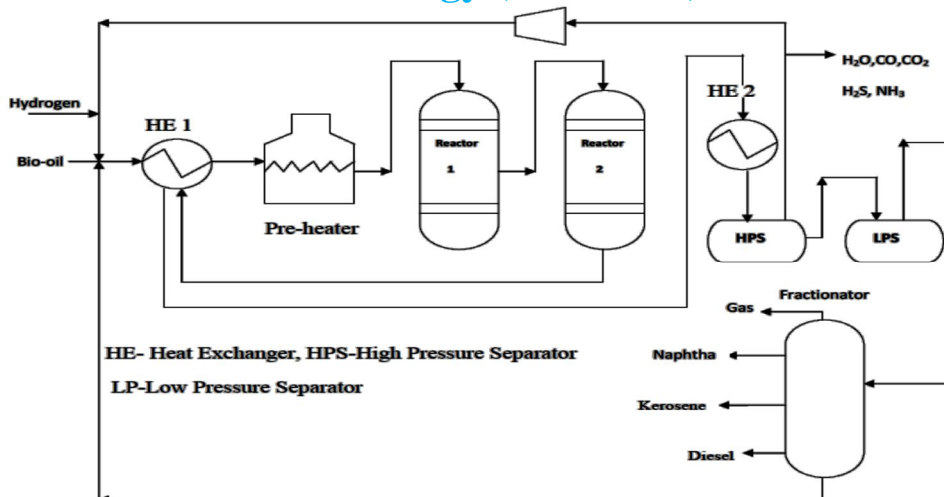 H₂O,CO,CO₂
H₂S, NH₃
Hydrogen
HE 1
HE 2
Bio-oil
Reactor
1
Reactor
2
Pre-heater
HPS
LPS
Fractionator
Gas
HE- Heat Exchanger, HPS-High Pressure Separator
LP-Low Pressure Separator
Naphtha
Kerosene
Diesel